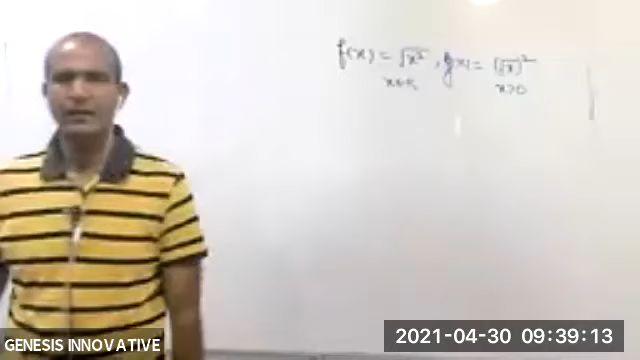 f(x) = √x², g(x) = (√x)²
x∈R x>0
GENESIS INNOVATIVE
2021-04-30 09:39:13